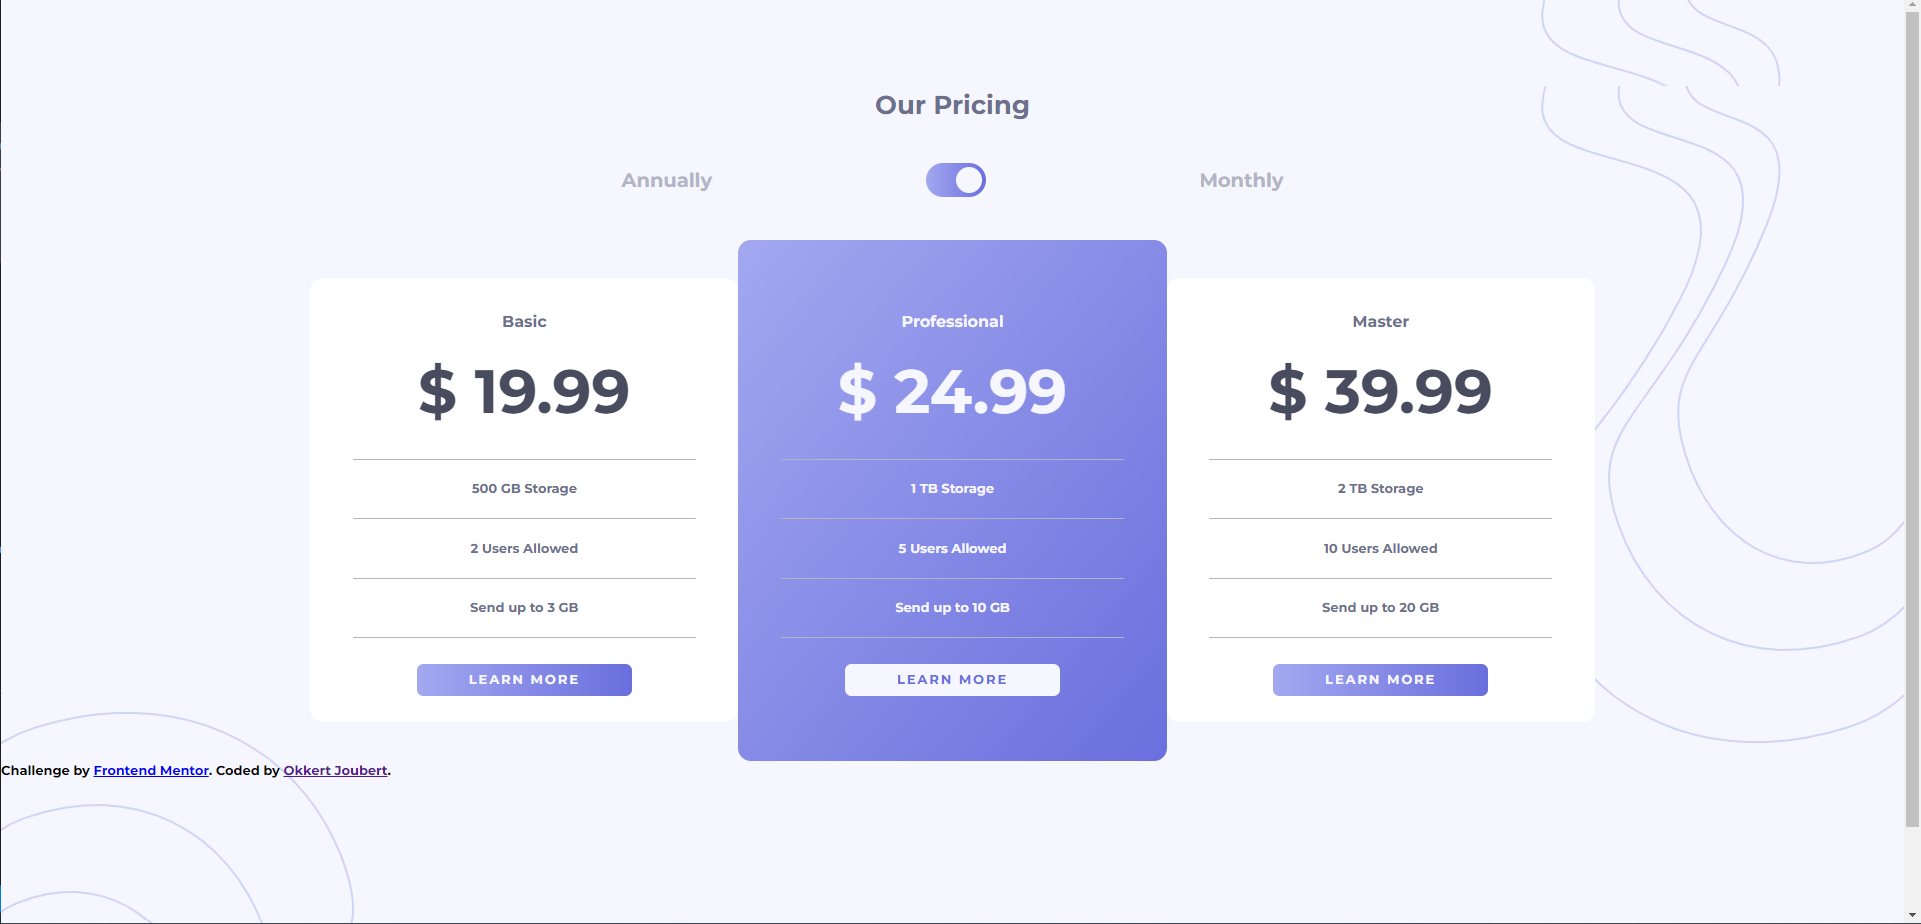 Our Pricing
Annually Monthly
Basic
$ 19.99
500 GB Storage
2 Users Allowed
Send up to 3 GB
LEARN MORE
Professional
$ 24.99
1 TB Storage
5 Users Allowed
Send up to 10 GB
LEARN MORE
Master
$ 39.99
2 TB Storage
10 Users Allowed
Send up to 20 GB
LEARN MORE
Challenge by Frontend Mentor. Coded by Okkert Joubert.